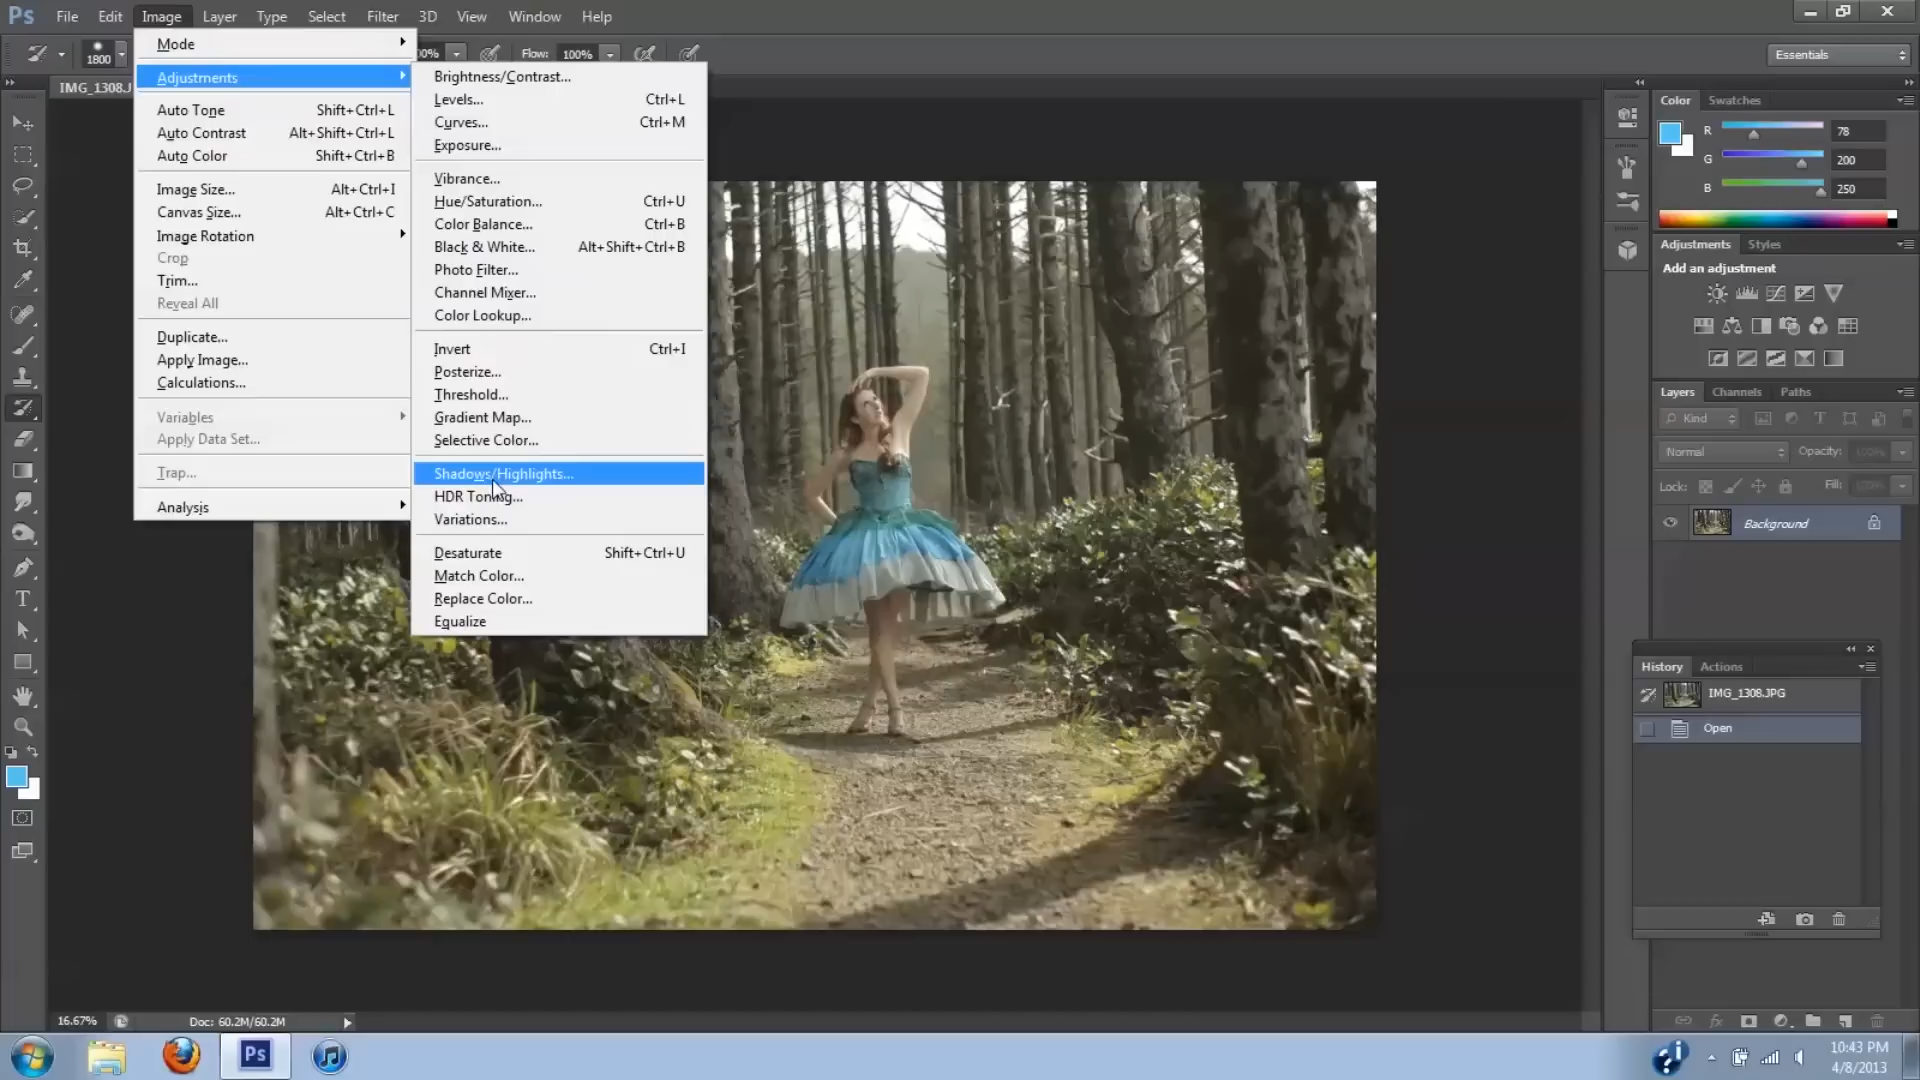 Ps File Edit Image Layer Type Select Filter 3D View Window Help
1800 00% Flow: 100% Essentials
IMG_1308.J
Mode
Adjustments
Auto Tone Shift+Ctrl+L
Auto Contrast Alt+Shift+Ctrl+L
Auto Color Shift+Ctrl+B
Image Size... Alt+Ctrl+I
Canvas Size... Alt+Ctrl+C
Image Rotation
Crop
Trim...
Reveal All
Duplicate...
Apply Image...
Calculations...
Variables
Apply Data Set...
Trap...
Analysis
Brightness/Contrast...
Levels... Ctrl+L
Curves... Ctrl+M
Exposure...
Vibrance...
Hue/Saturation... Ctrl+U
Color Balance... Ctrl+B
Black & White... Alt+Shift+Ctrl+B
Photo Filter...
Channel Mixer...
Color Lookup...
Invert Ctrl+I
Posterize...
Threshold...
Gradient Map...
Selective Color...
Shadows/Highlights...
HDR Toning...
Variations...
Desaturate Shift+Ctrl+U
Match Color...
Replace Color...
Equalize
Color Swatches
R 78
G 200
B 250
Adjustments Styles
Add an adjustment
Layers Channels Paths
Kind
Normal Opacity: 100%
Lock: Fill: 100%
Background
History Actions
IMG_1308.JPG
Open
16.67% Doc: 60.2M/60.2M
Ps
10:43 PM
4/8/2013